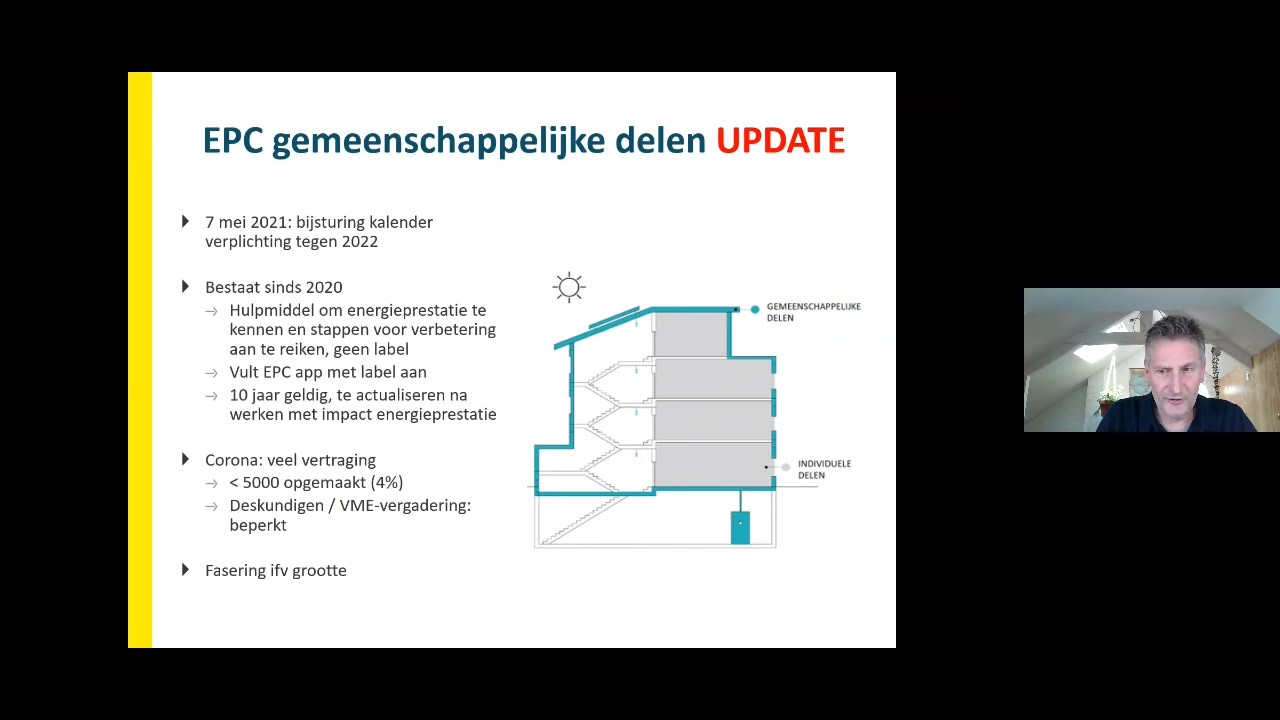 EPC gemeenschappelijke delen UPDATE
7 mei 2021: bijsturing kalender
verplichting tegen 2022
Bestaat sinds 2020
Hulpmiddel om energieprestatie te
kennen en stappen voor verbetering
aan te reiken, geen label
Vult EPC app met label aan
10 jaar geldig, te actualiseren na
werken met impact energieprestatie
Corona: veel vertraging
< 5000 opgemaakt (4%)
Deskundigen / VME-vergadering:
beperkt
Fasering ifv grootte
GEMEENSCHAPPELIJKE
DELEN
INDIVIDUELE
DELEN